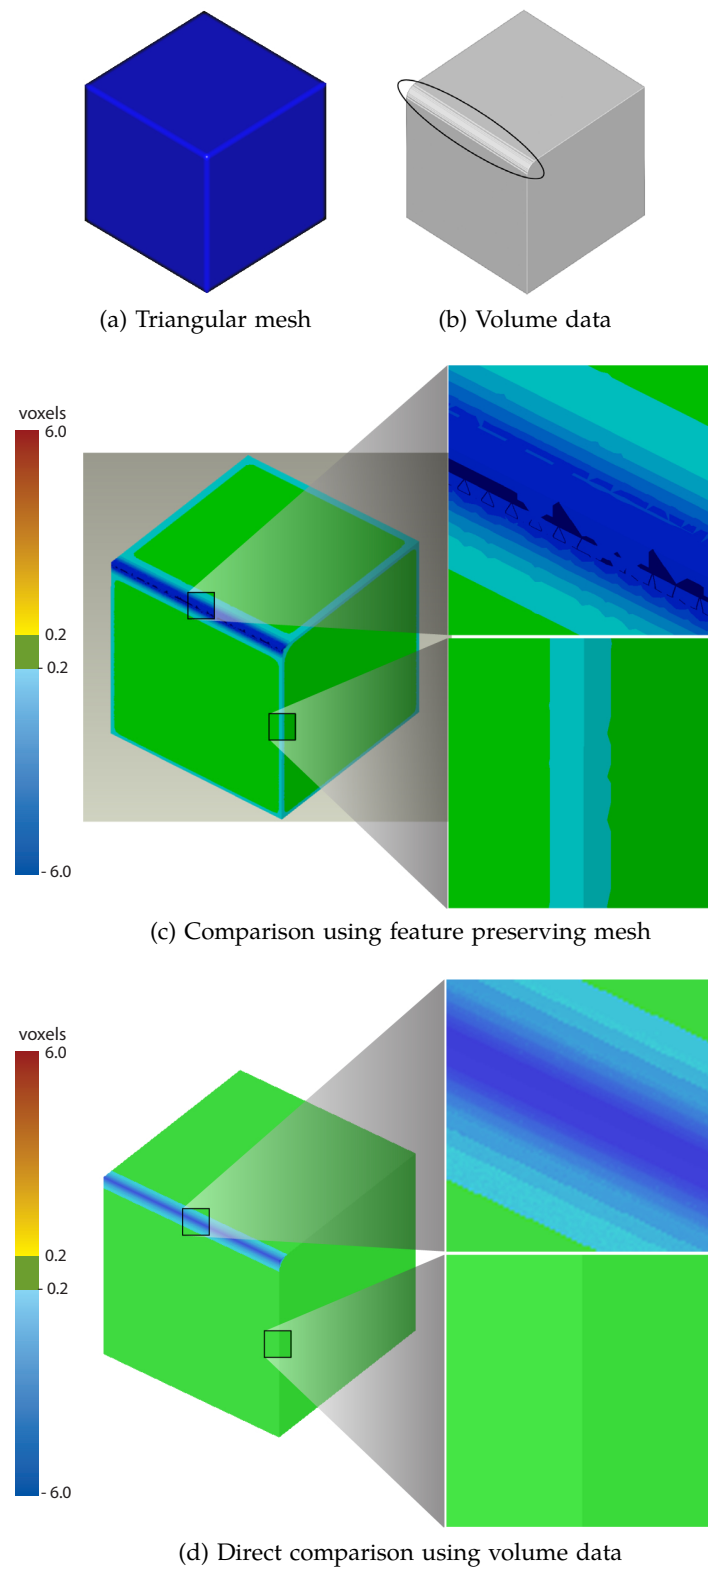 (a) Triangular mesh
(b) Volume data
voxels
6.0
0.2
- 0.2
- 6.0
(c) Comparison using feature preserving mesh
voxels
6.0
0.2
- 0.2
- 6.0
(d) Direct comparison using volume data